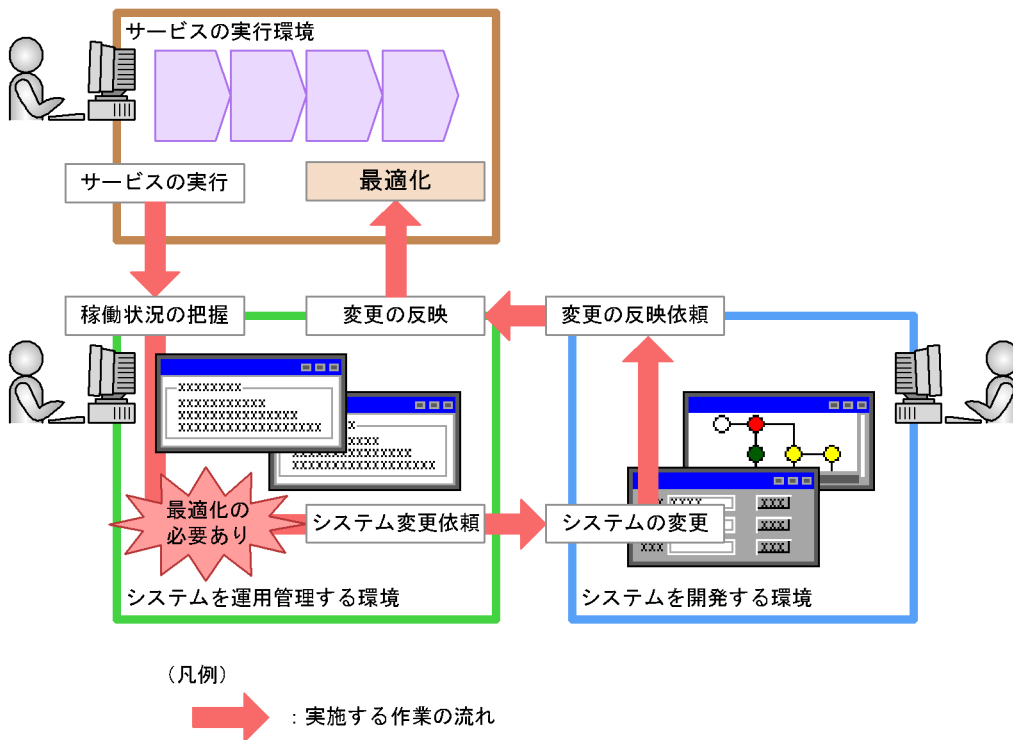 サービスの実行環境
サービスの実行
最適化
稼働状況の把握
変更の反映
変更の反映依頼
XXXXXXXXX
XXXXXXXXXXX
XXXXXXXXXXXXXXX
XXXXXXXXXXXXXXXXXX
XXXX
XXXXXXXXXXXXXXX
XXXXXXXXXXXXXXXXXX
最適化の
必要あり
システム変更依頼
システムの変更
XXX XXXX XXX
XXX
XXX XXX
システムを運用管理する環境
システムを開発する環境
（凡例）
：実施する作業の流れ